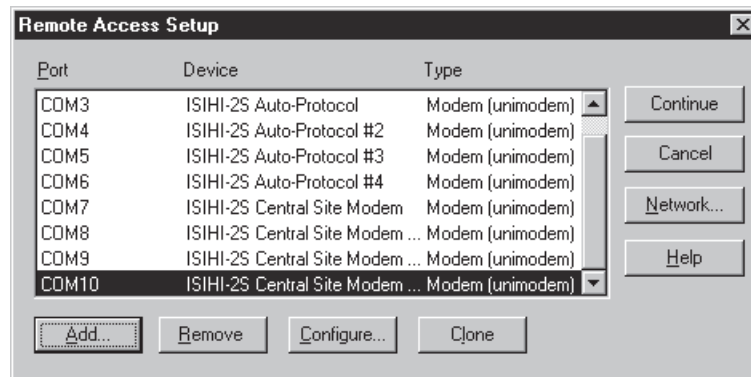 Remote Access Setup
Port Device Type
COM3 ISIHI-2S Auto-Protocol Modem (unimodem)
COM4 ISIHI-2S Auto-Protocol #2 Modem (unimodem)
COM5 ISIHI-2S Auto-Protocol #3 Modem (unimodem)
COM6 ISIHI-2S Auto-Protocol #4 Modem (unimodem)
COM7 ISIHI-2S Central Site Modem Modem (unimodem)
COM8 ISIHI-2S Central Site Modem ... Modem (unimodem)
COM9 ISIHI-2S Central Site Modem ... Modem (unimodem)
COM10 ISIHI-2S Central Site Modem ... Modem (unimodem)
Continue
Cancel
Network...
Help
Add... Remove Configure... Clone